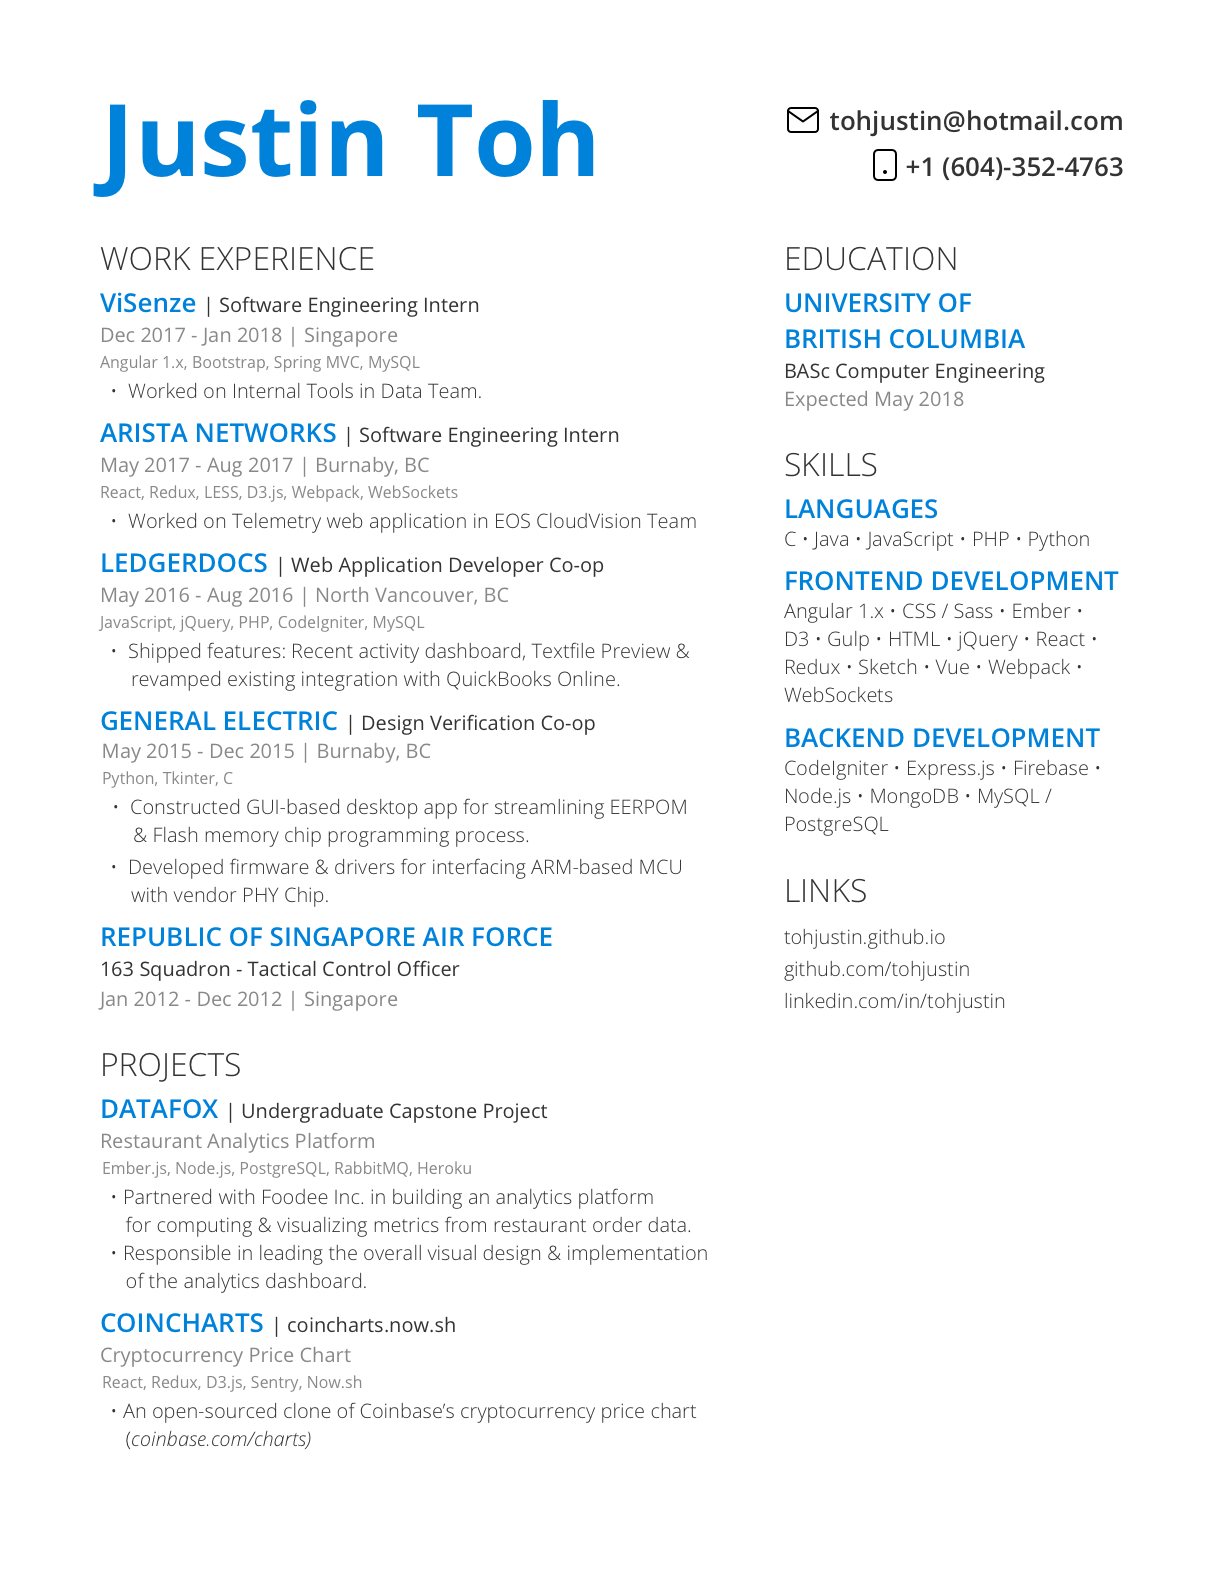 Justin Toh
tohjustin@hotmail.com
+1 (604)-352-4763
WORK EXPERIENCE
ViSenze | Software Engineering Intern
Dec 2017 - Jan 2018 | Singapore
Angular 1.x, Bootstrap, Spring MVC, MySQL
• Worked on Internal Tools in Data Team.
ARISTA NETWORKS | Software Engineering Intern
May 2017 - Aug 2017 | Burnaby, BC
React, Redux, LESS, D3.js, Webpack, WebSockets
• Worked on Telemetry web application in EOS CloudVision Team
LEDGERDOCS | Web Application Developer Co-op
May 2016 - Aug 2016 | North Vancouver, BC
JavaScript, jQuery, PHP, CodeIgniter, MySQL
• Shipped features: Recent activity dashboard, Textfile Preview &
revamped existing integration with QuickBooks Online.
GENERAL ELECTRIC | Design Verification Co-op
May 2015 - Dec 2015 | Burnaby, BC
Python, Tkinter, C
• Constructed GUI-based desktop app for streamlining EERPOM
& Flash memory chip programming process.
• Developed firmware & drivers for interfacing ARM-based MCU
with vendor PHY Chip.
REPUBLIC OF SINGAPORE AIR FORCE
163 Squadron - Tactical Control Officer
Jan 2012 - Dec 2012 | Singapore
PROJECTS
DATAFOX | Undergraduate Capstone Project
Restaurant Analytics Platform
Ember.js, Node.js, PostgreSQL, RabbitMQ, Heroku
• Partnered with Foodee Inc. in building an analytics platform
for computing & visualizing metrics from restaurant order data.
• Responsible in leading the overall visual design & implementation
of the analytics dashboard.
COINCHARTS | coincharts.now.sh
Cryptocurrency Price Chart
React, Redux, D3.js, Sentry, Now.sh
• An open-sourced clone of Coinbase’s cryptocurrency price chart
(coinbase.com/charts)
EDUCATION
UNIVERSITY OF
BRITISH COLUMBIA
BASc Computer Engineering
Expected May 2018
SKILLS
LANGUAGES
C • Java • JavaScript • PHP • Python
FRONTEND DEVELOPMENT
Angular 1.x • CSS / Sass • Ember •
D3 • Gulp • HTML • jQuery • React •
Redux • Sketch • Vue • Webpack •
WebSockets
BACKEND DEVELOPMENT
CodeIgniter • Express.js • Firebase •
Node.js • MongoDB • MySQL /
PostgreSQL
LINKS
tohjustin.github.io
github.com/tohjustin
linkedin.com/in/tohjustin